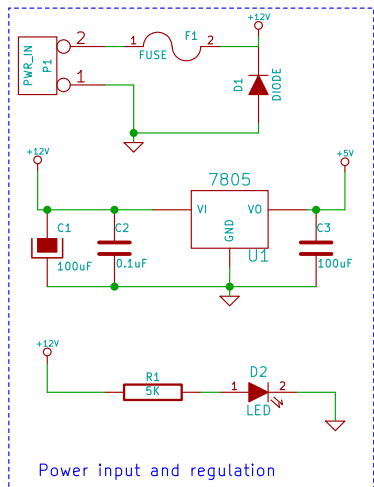 +12V
2
1
F1
2
PWR_IN
P1
FUSE
D1
DIODE
1
+12V
+5V
7805
C1
C2
VI
VO
C3
GND
100uF
0.1uF
U1
100uF
+12V
R1
5K
D2
1
2
LED
Power input and regulation